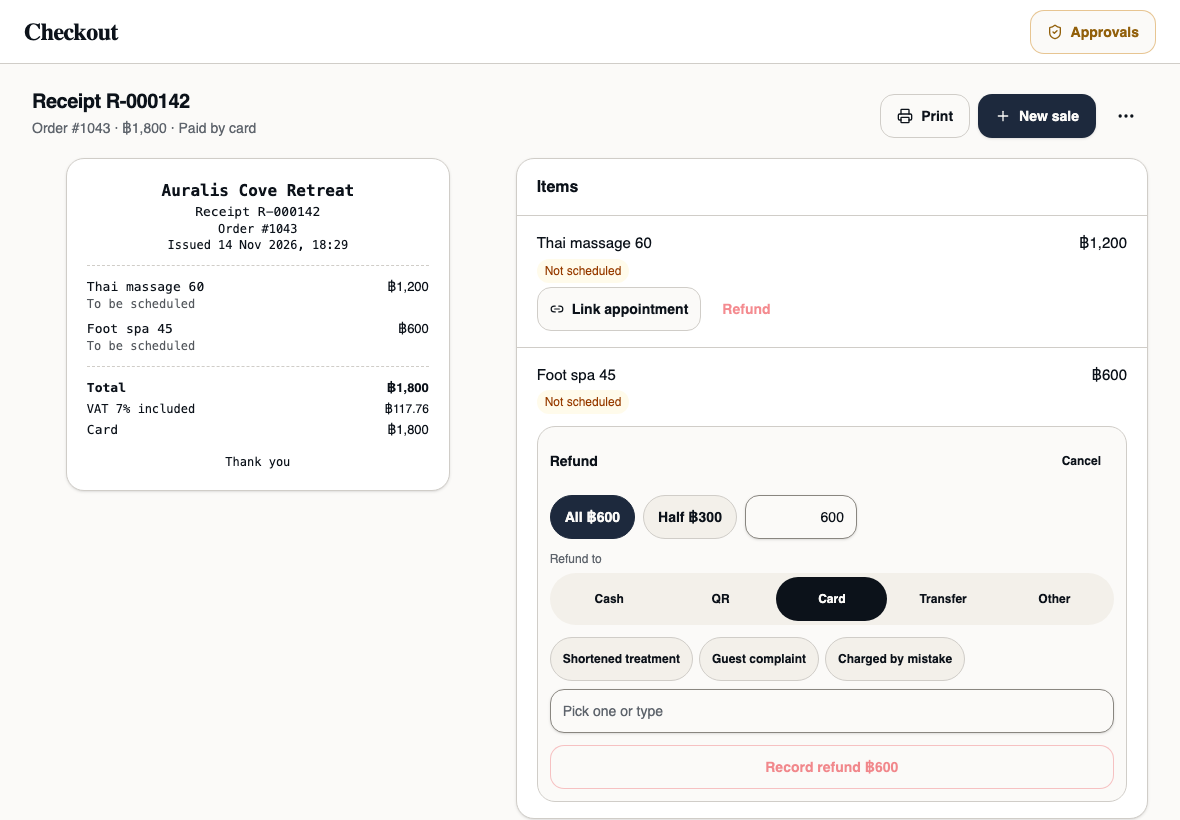 Checkout
Approvals
Receipt R-000142
Order #1043 · ฿1,800 · Paid by card
Print
New sale
Auralis Cove Retreat
Receipt R-000142
Order #1043
Issued 14 Nov 2026, 18:29
Thai massage 60 ฿1,200
To be scheduled
Foot spa 45 ฿600
To be scheduled
Total ฿1,800
VAT 7% included ฿117.76
Card ฿1,800
Thank you
Items
Thai massage 60 ฿1,200
Not scheduled
Link appointment Refund
Foot spa 45 ฿600
Not scheduled
Refund Cancel
All ฿600 Half ฿300 600
Refund to
Cash QR Card Transfer Other
Shortened treatment Guest complaint Charged by mistake
Pick one or type
Record refund ฿600